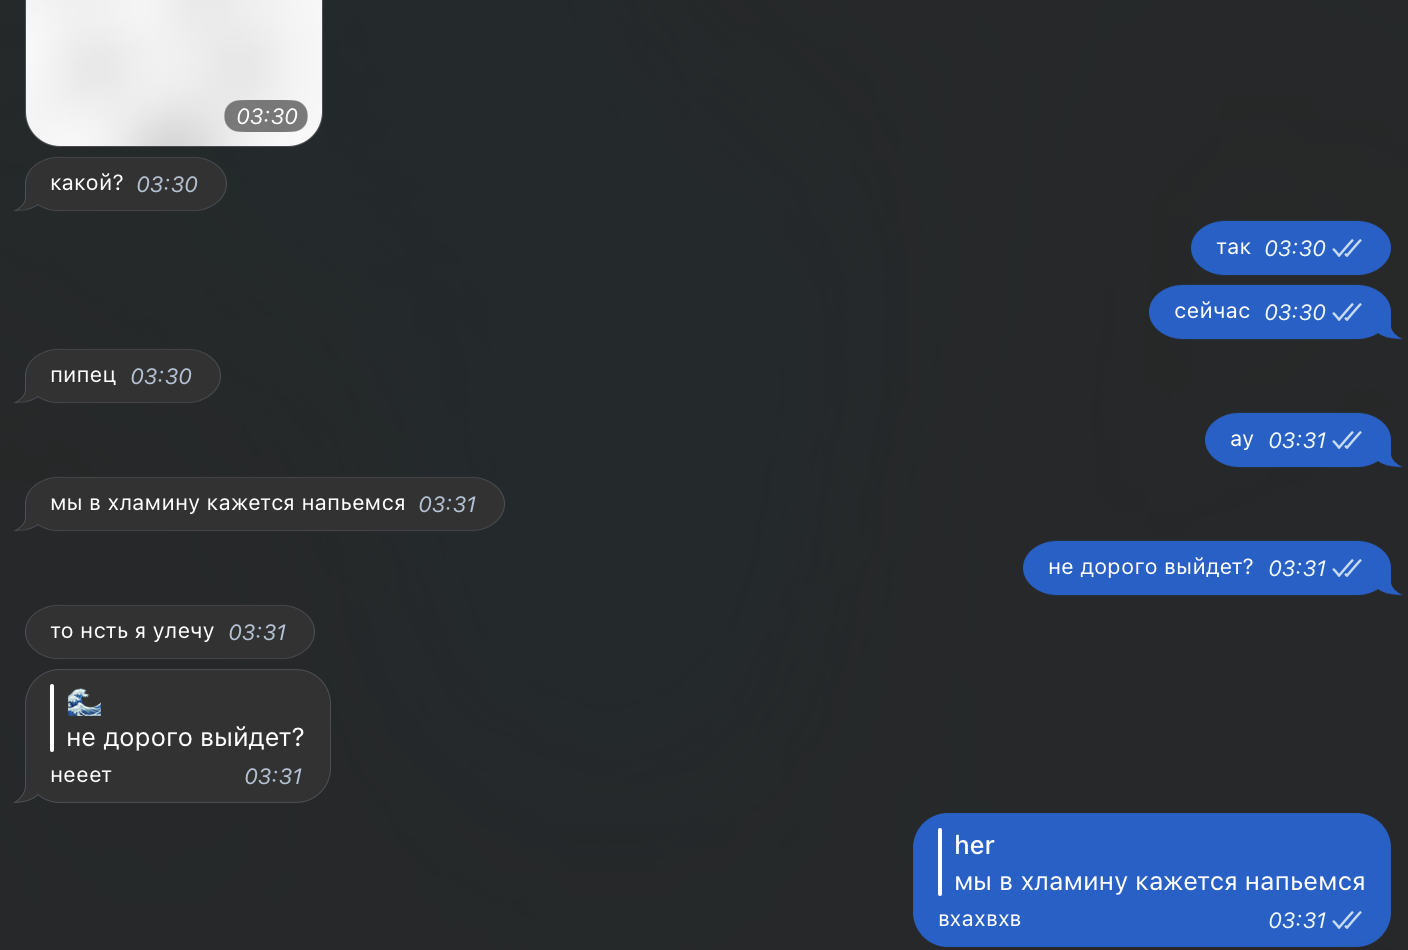 03:30
какой? 03:30
так 03:30
сейчас 03:30
пипец 03:30
ау 03:31
мы в хламину кажется напьемся 03:31
не дорого выйдет? 03:31
то нсть я улечу 03:31
🌊
не дорого выйдет?
нееет 03:31
her
мы в хламину кажется напьемся
вхахвхв 03:31